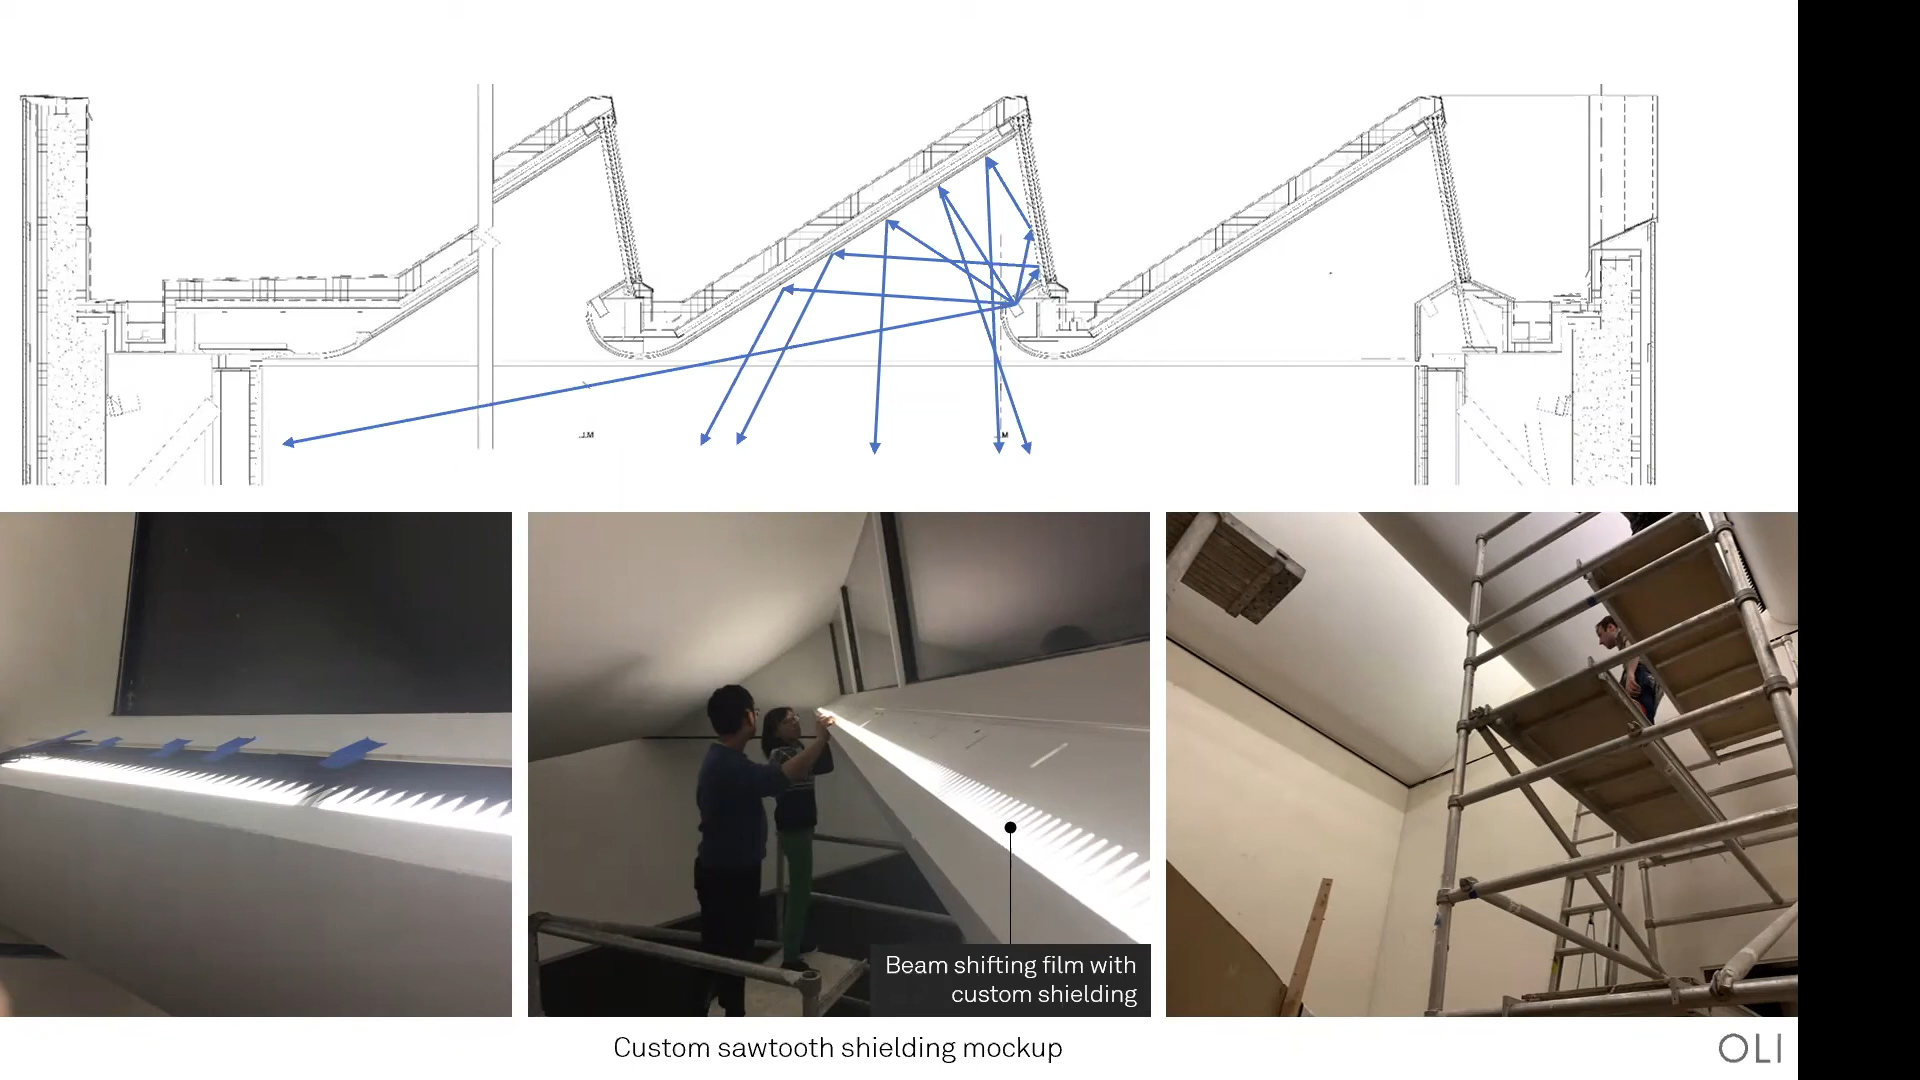 Beam shifting film with
custom shielding
Custom sawtooth shielding mockup
OLI